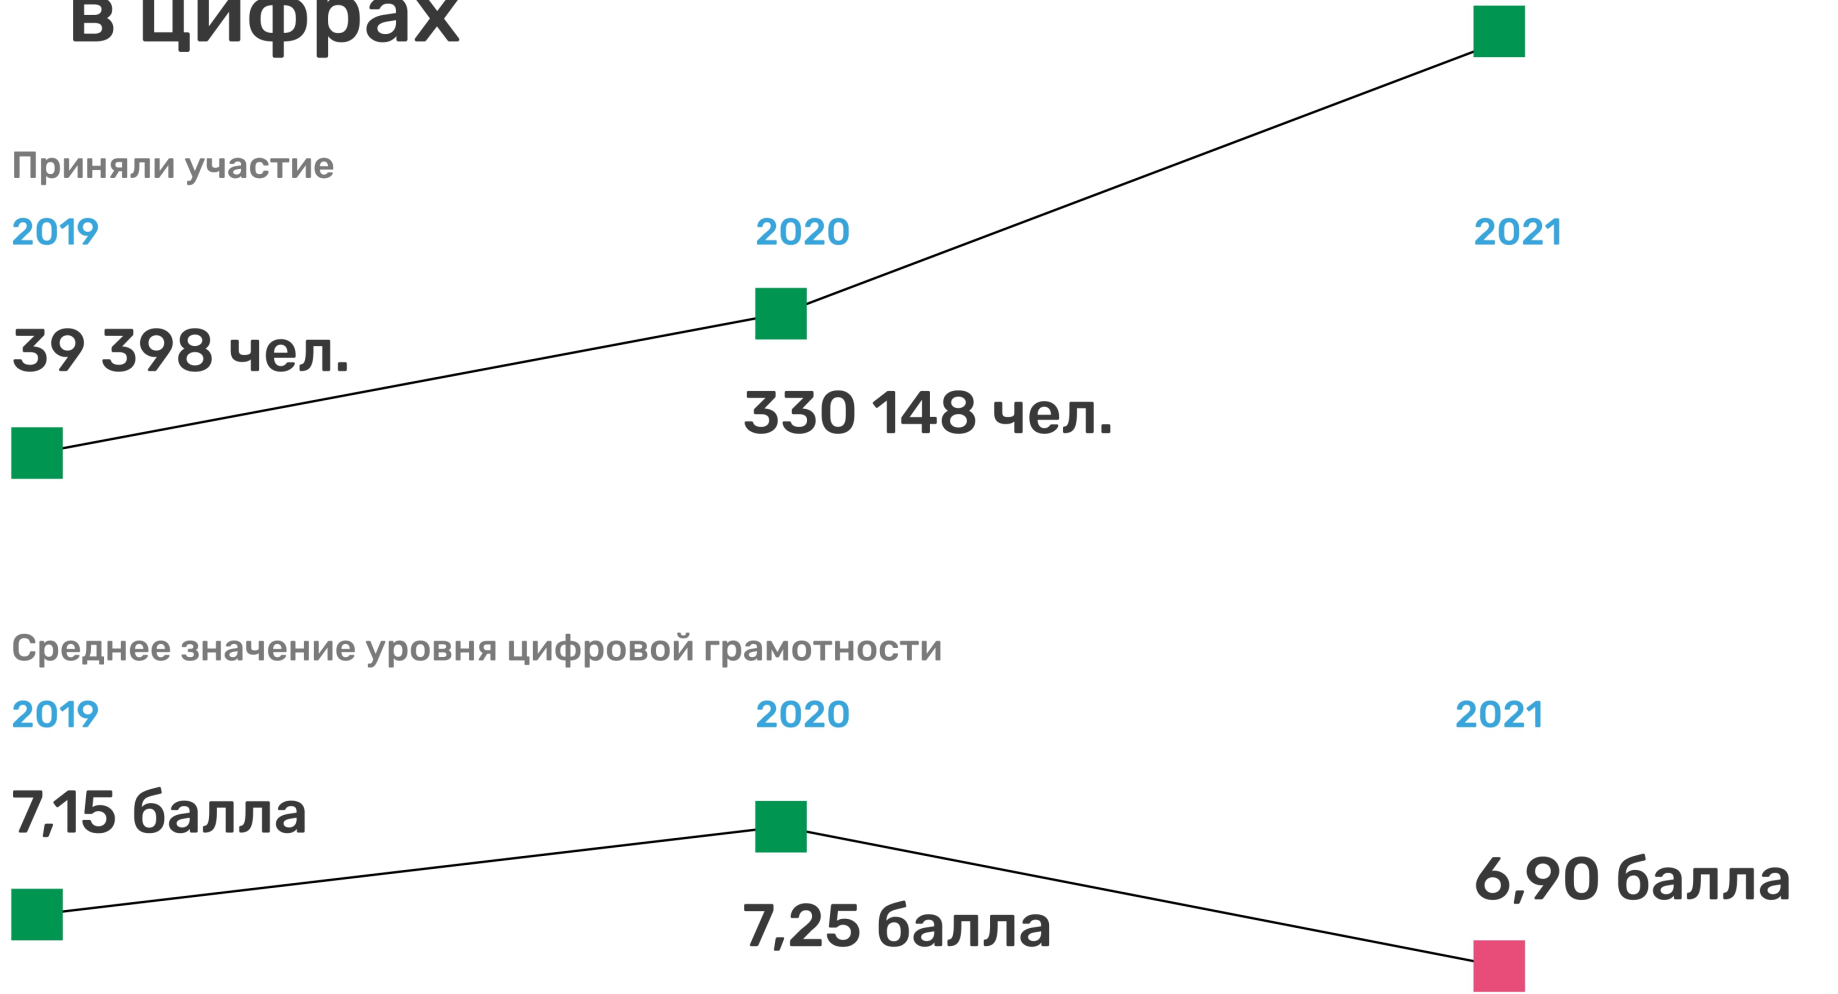 в цифрах
Приняли участие
2019 2020 2021
39 398 чел.
330 148 чел.
Среднее значение уровня цифровой грамотности
2019 2020 2021
7,15 балла
6,90 балла
7,25 балла